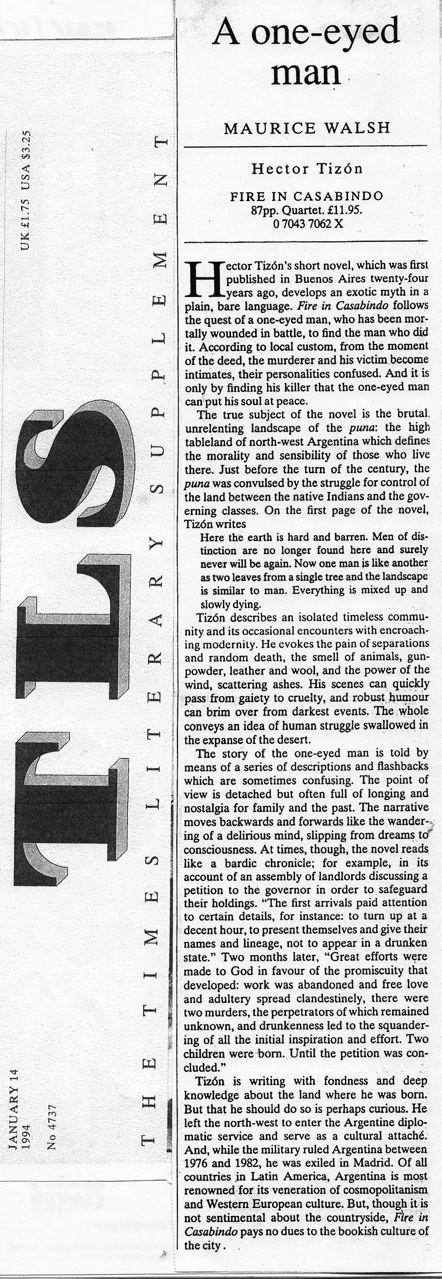 UK £1.75 USA $3.25
TLS
THE TIMES LITERARY SUPPLEMENT
JANUARY 14
1994
No 4737
A one-eyed
man
MAURICE WALSH
Hector Tizón
FIRE IN CASABINDO
87pp. Quartet. £11.95.
0 7043 7062 X
Hector Tizón's short novel, which was first
published in Buenos Aires twenty-four
years ago, develops an exotic myth in a
plain, bare language. Fire in Casabindo follows
the quest of a one-eyed man, who has been mor-
tally wounded in battle, to find the man who did
it. According to local custom, from the moment
of the deed, the murderer and his victim become
intimates, their personalities confused. And it is
only by finding his killer that the one-eyed man
can put his soul at peace.
The true subject of the novel is the brutal
unrelenting landscape of the puna: the high
tableland of north-west Argentina which defines
the morality and sensibility of those who live
there. Just before the turn of the century, the
puna was convulsed by the struggle for control of
the land between the native Indians and the gov-
erning classes. On the first page of the novel,
Tizón writes
Here the earth is hard and barren. Men of dis-
tinction are no longer found here and surely
never will be again. Now one man is like another
as two leaves from a single tree and the landscape
is similar to man. Everything is mixed up and
slowly dying.
Tizón describes an isolated timeless commu-
nity and its occasional encounters with encroach-
ing modernity. He evokes the pain of separations
and random death, the smell of animals, gun-
powder, leather and wool, and the power of the
wind, scattering ashes. His scenes can quickly
pass from gaiety to cruelty, and robust humour
can brim over from darkest events. The whole
conveys an idea of human struggle swallowed in
the expanse of the desert.
The story of the one-eyed man is told by
means of a series of descriptions and flashbacks
which are sometimes confusing. The point of
view is detached but often full of longing and
nostalgia for family and the past. The narrative
moves backwards and forwards like the wander-
ing of a delirious mind, slipping from dreams to
consciousness. At times, though, the novel reads
like a bardic chronicle; for example, in its
account of an assembly of landlords discussing a
petition to the governor in order to safeguard
their holdings. "The first arrivals paid attention
to certain details, for instance: to turn up at a
decent hour, to present themselves and give their
names and lineage, not to appear in a drunken
state." Two months later, "Great efforts were
made to God in favour of the promiscuity that
developed: work was abandoned and free love
and adultery spread clandestinely, there were
two murders, the perpetrators of which remained
unknown, and drunkenness led to the squander-
ing of all the initial inspiration and effort. Two
children were born. Until the petition was con-
cluded."
Tizón is writing with fondness and deep
knowledge about the land where he was born.
But that he should do so is perhaps curious. He
left the north-west to enter the Argentine diplo-
matic service and serve as a cultural attaché.
And, while the military ruled Argentina between
1976 and 1982, he was exiled in Madrid. Of all
countries in Latin America, Argentina is most
renowned for its veneration of cosmopolitanism
and Western European culture. But, though it is
not sentimental about the countryside, Fire in
Casabindo pays no dues to the bookish culture of
the city.